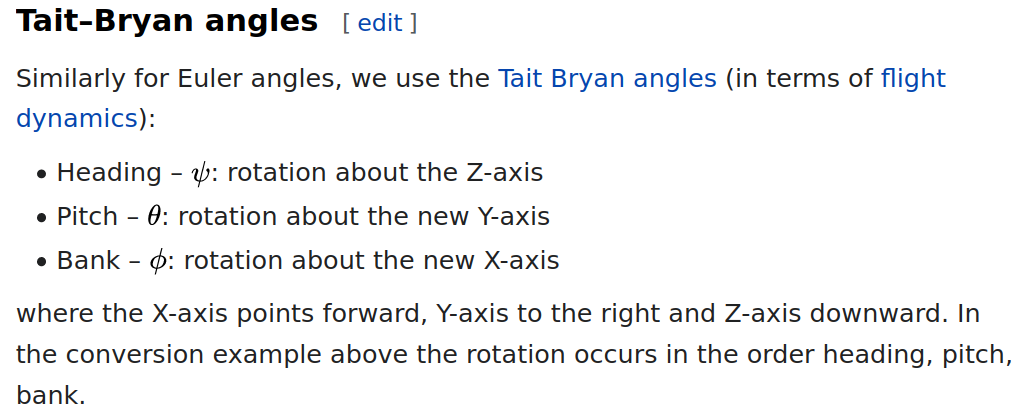 Tait–Bryan angles [ edit ]
Similarly for Euler angles, we use the Tait Bryan angles (in terms of flight
dynamics):
• Heading – ψ: rotation about the Z-axis
• Pitch – θ: rotation about the new Y-axis
• Bank – ϕ: rotation about the new X-axis
where the X-axis points forward, Y-axis to the right and Z-axis downward. In
the conversion example above the rotation occurs in the order heading, pitch,
bank.